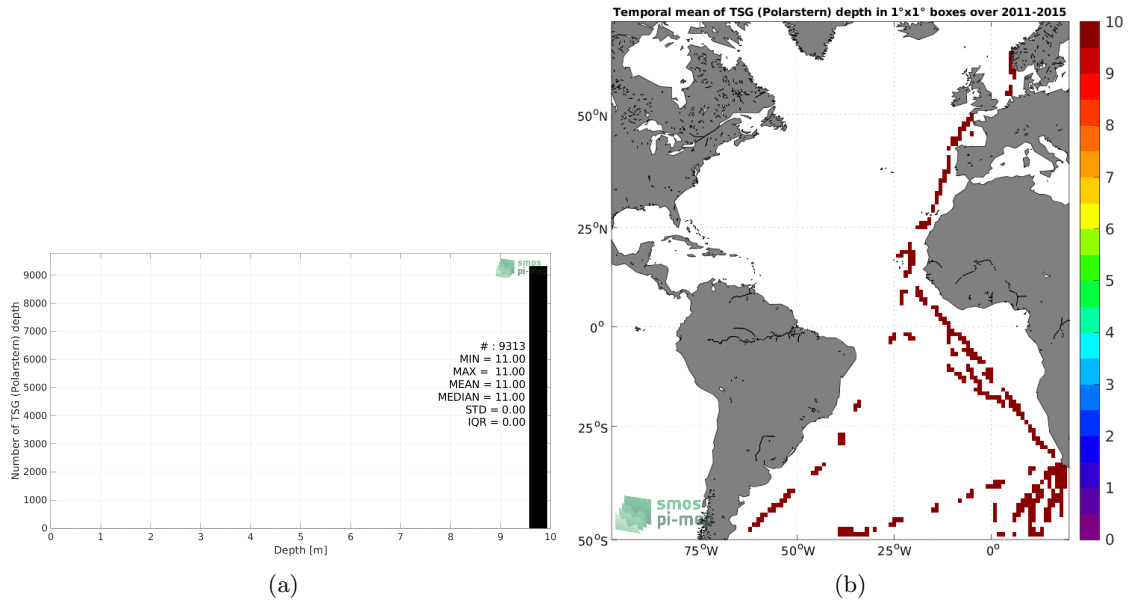 Temporal mean of TSG (Polarstern) depth in 1°x1° boxes over 2011-2015
Number of TSG (Polarstern) depth
9000
8000
7000
6000
5000
4000
3000
2000
1000
0
smos
pi-mep
# : 9313
MIN = 11.00
MAX = 11.00
MEAN = 11.00
MEDIAN = 11.00
STD = 0.00
IQR = 0.00
0 1 2 3 4 5 6 7 8 9 10
Depth [m]
(a)
50°N
25°N
0°
25°S
50°S
75°W 50°W 25°W 0°
smos
pi-mep
10
9
8
7
6
5
4
3
2
1
0
(b)